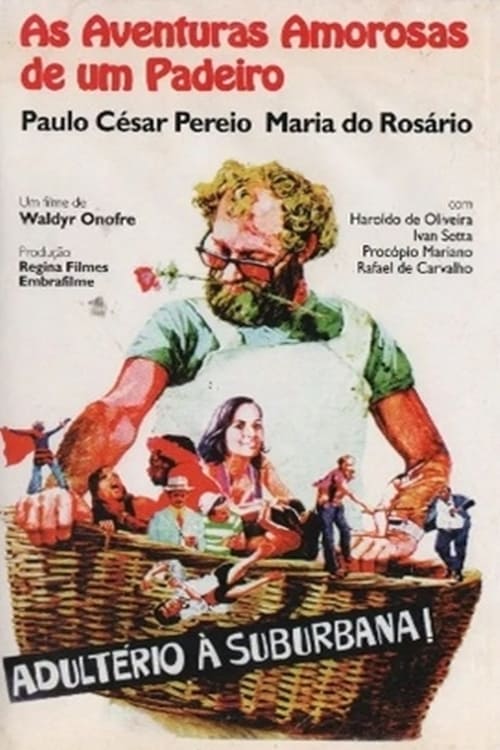 As Aventuras Amorosas
de um Padeiro
Paulo César Pereio Maria do Rosário
Um filme de
Waldyr Onofre
Produção
Regina Filmes
Embrafilme
com
Haroldo de Oliveira
Ivan Setta
Procópio Mariano
Rafael de Carvalho
ADULTÉRIO À SUBURBANA!